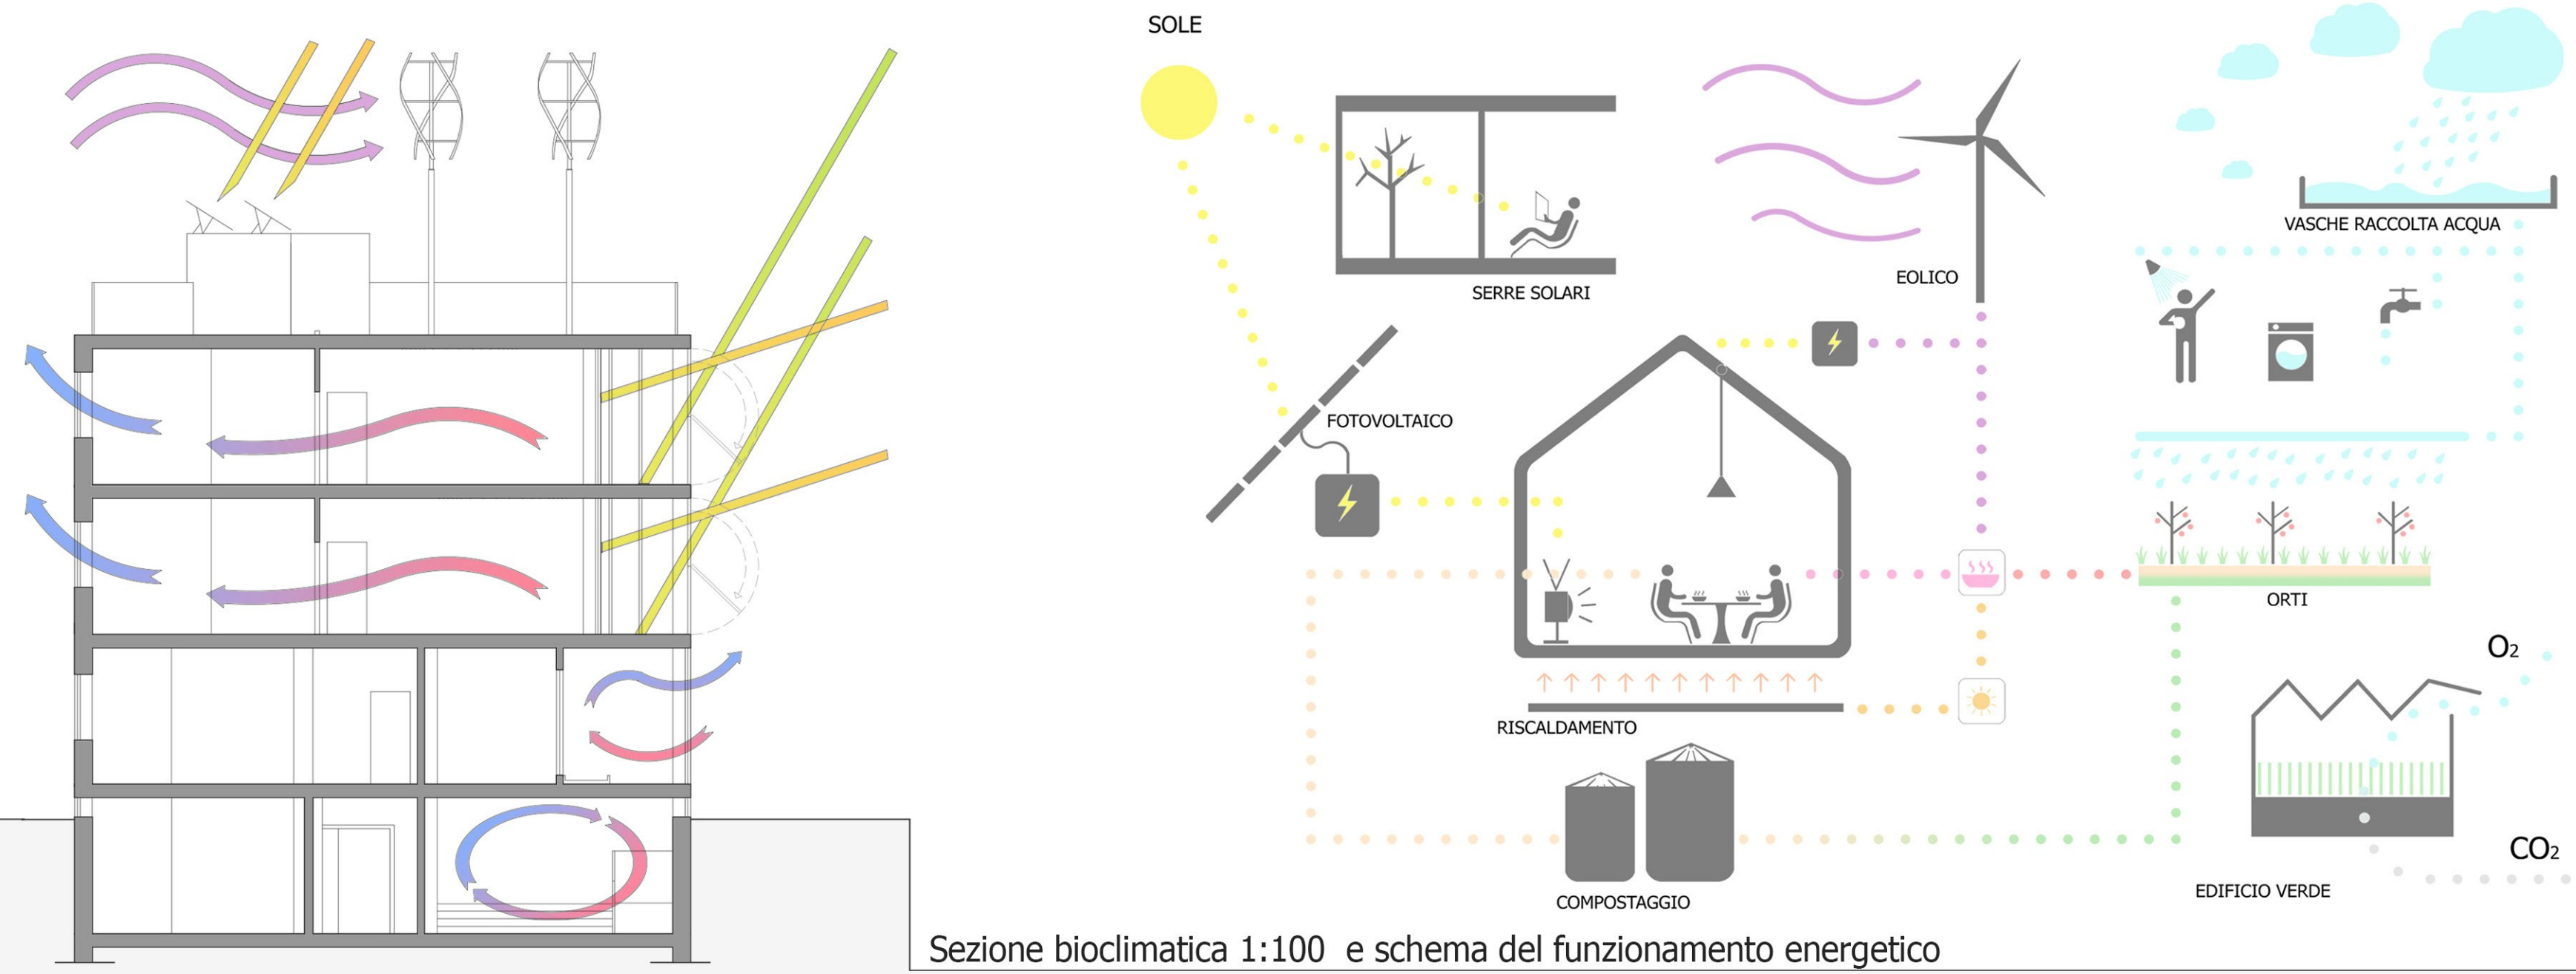 SOLE
SERRE SOLARI
EOLICO
VASCHE RACCOLTA ACQUA
FOTOVOLTAICO
ORTI
RISCALDAMENTO
O2
CO2
EDIFICIO VERDE
COMPOSTAGGIO
Sezione bioclimatica 1:100 e schema del funzionamento energetico